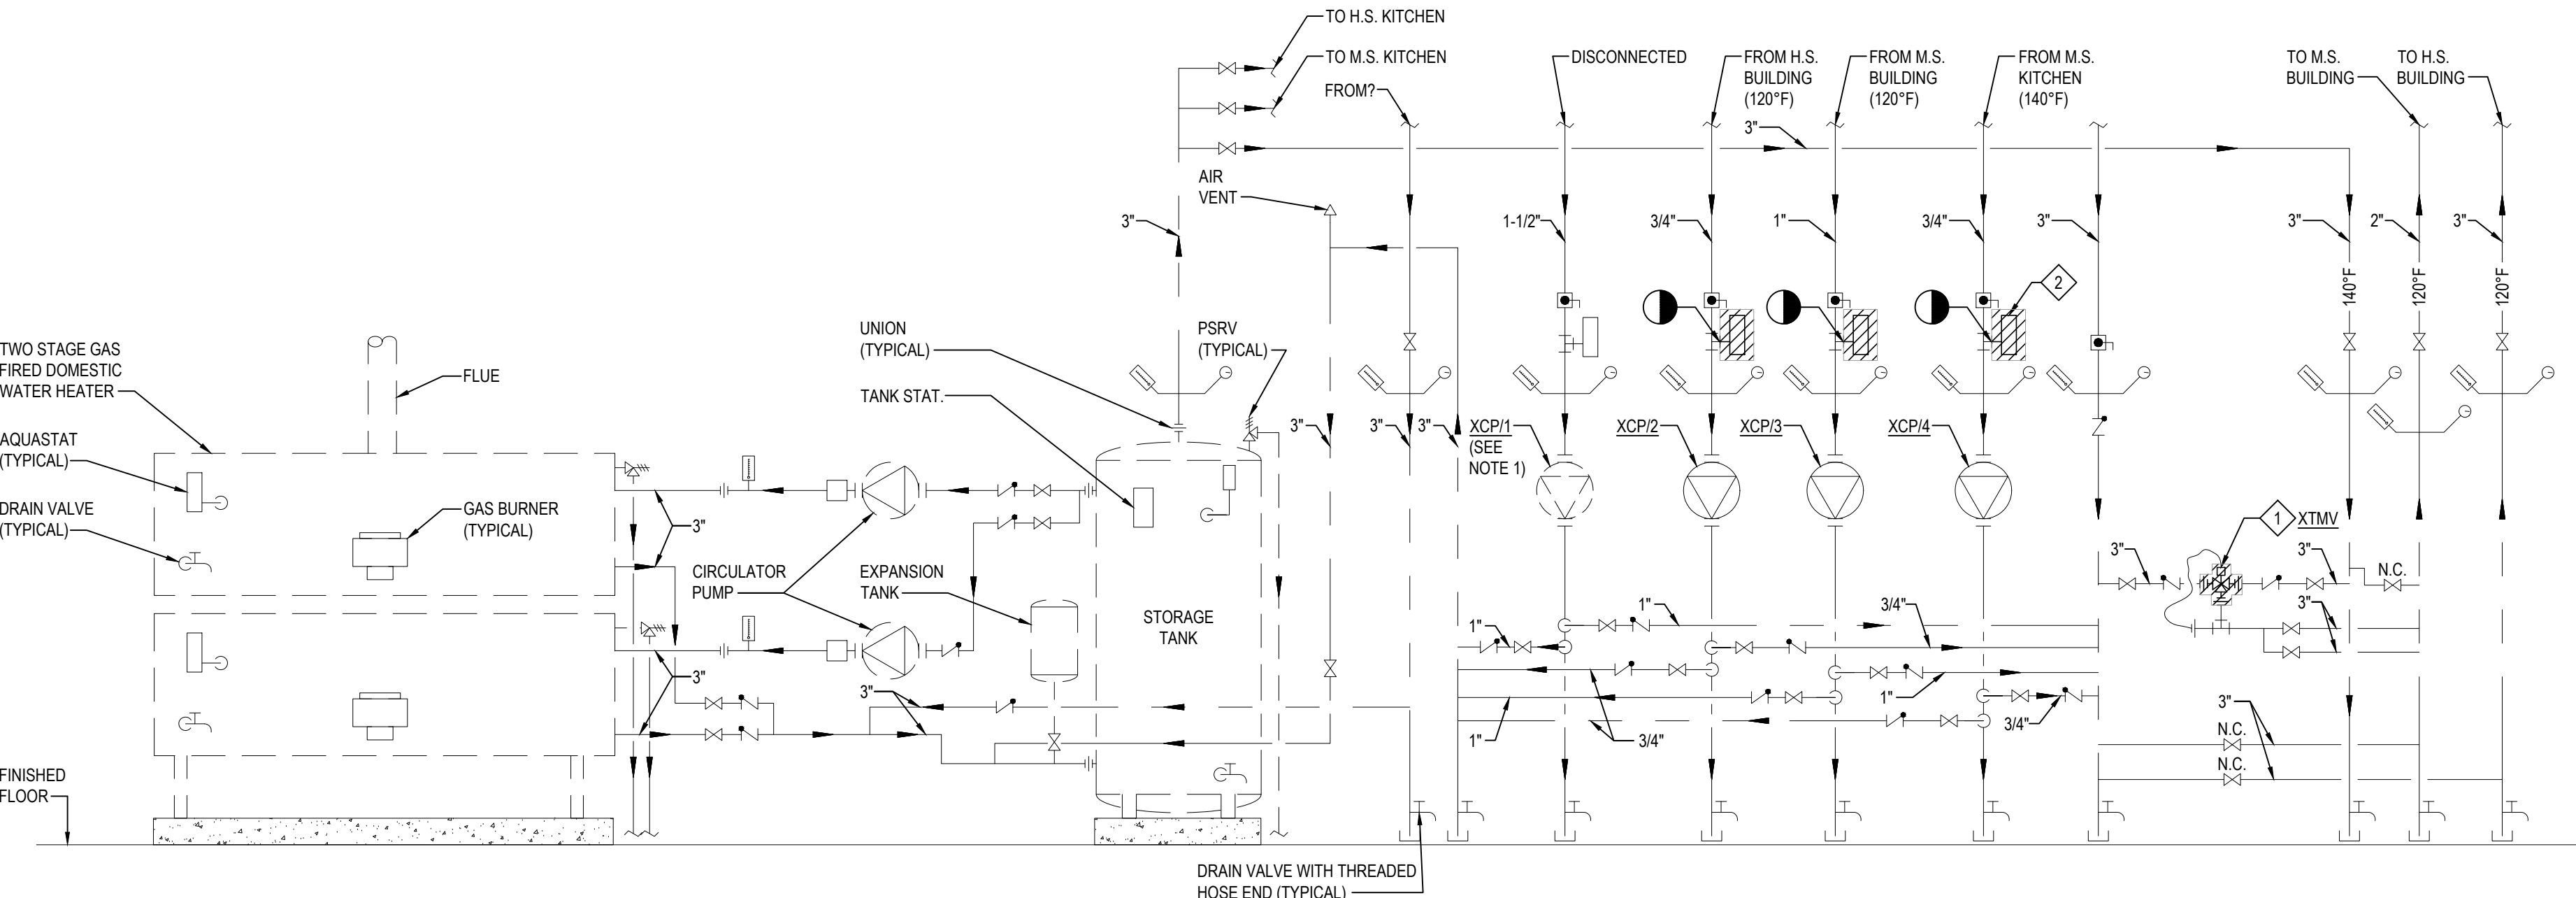 TO H.S. KITCHEN
TO M.S. KITCHEN
FROM?
DISCONNECTED
FROM H.S.
BUILDING
(120°F)
FROM M.S.
BUILDING
(120°F)
FROM M.S.
KITCHEN
(140°F)
TO M.S.
BUILDING
TO H.S.
BUILDING
3"
AIR
VENT
3"
1-1/2"
3/4"
1"
3/4"
3"
3"
2"
3"
140°F
120°F
120°F
2
UNION
(TYPICAL)
PSRV
(TYPICAL)
TANK STAT.
TWO STAGE GAS
FIRED DOMESTIC
WATER HEATER
FLUE
AQUASTAT
(TYPICAL)
DRAIN VALVE
(TYPICAL)
GAS BURNER
(TYPICAL)
3"
CIRCULATOR
PUMP
EXPANSION
TANK
STORAGE
TANK
3"
3"
3"
3"
3"
XCP/1
(SEE
NOTE 1)
XCP/2
XCP/3
XCP/4
1
XTMV
3"
3"
N.C.
3"
1"
3/4"
1"
1"
3/4"
1"
3/4"
3"
N.C.
N.C.
FINISHED
FLOOR
DRAIN VALVE WITH THREADED
HOSE END (TYPICAL)